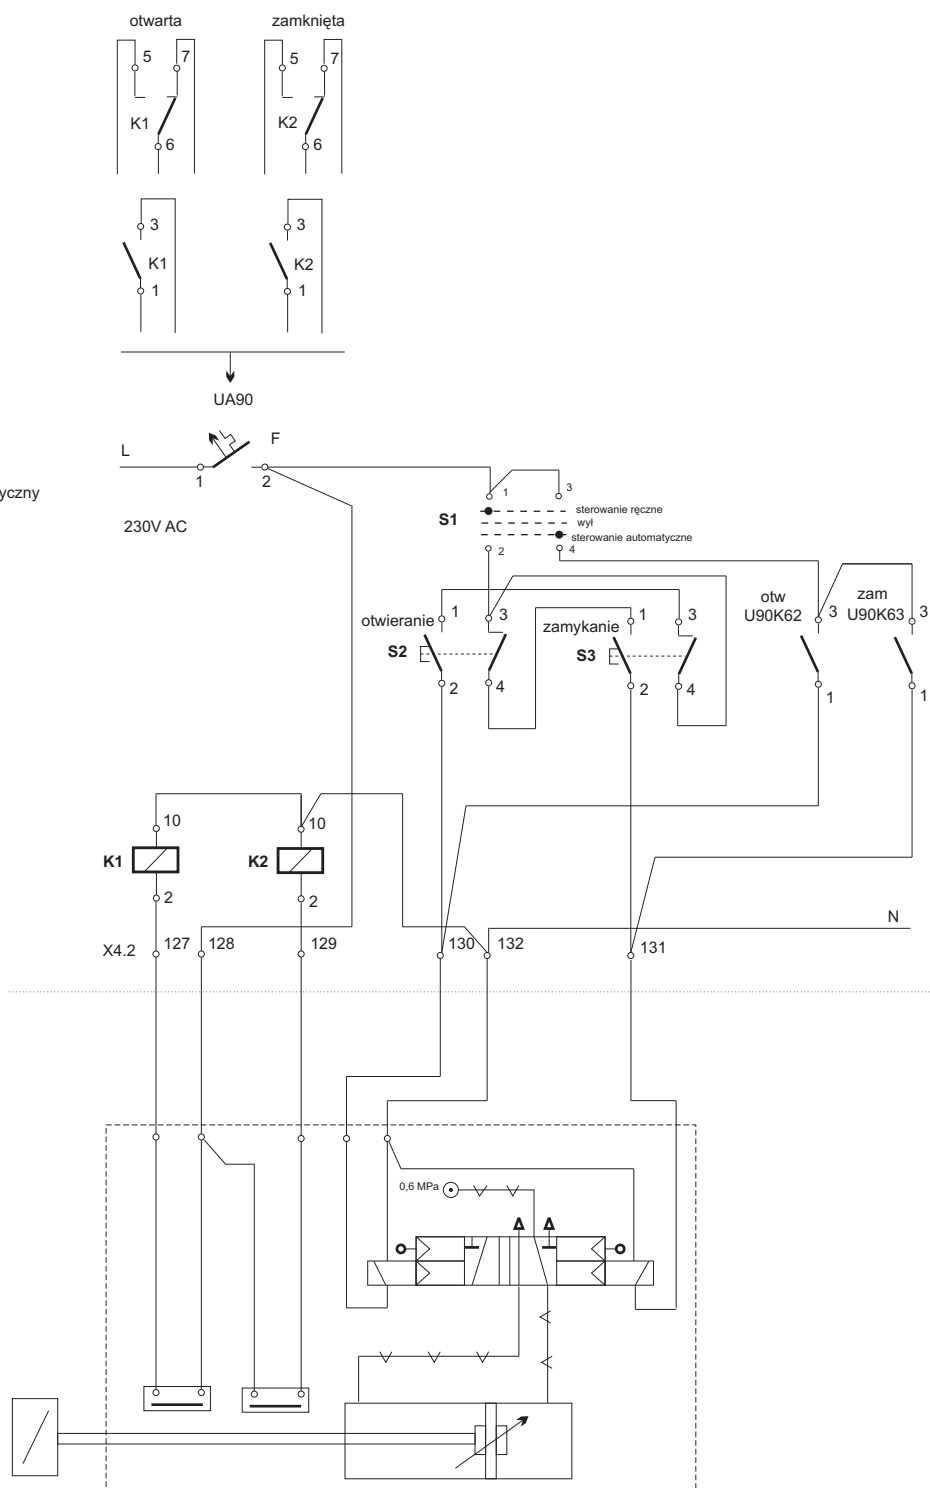 otwarta zamknięta
5 7 5 7
K1 K2
6 6
3 3
K1 K2
1 1
UA90
L F
1 2
yczny
230V AC
1 3
S1 sterowanie ręczne
wył
sterowanie automatyczne
2 4
otw zam
U90K62 3 U90K63 3
otwieranie 1 3 zamykanie 1 3
S2 S3
2 4 2 4 1 1
10 10
K1 K2
2 2
N
X4.2 127 128 129 130 132 131
0,6 MPa